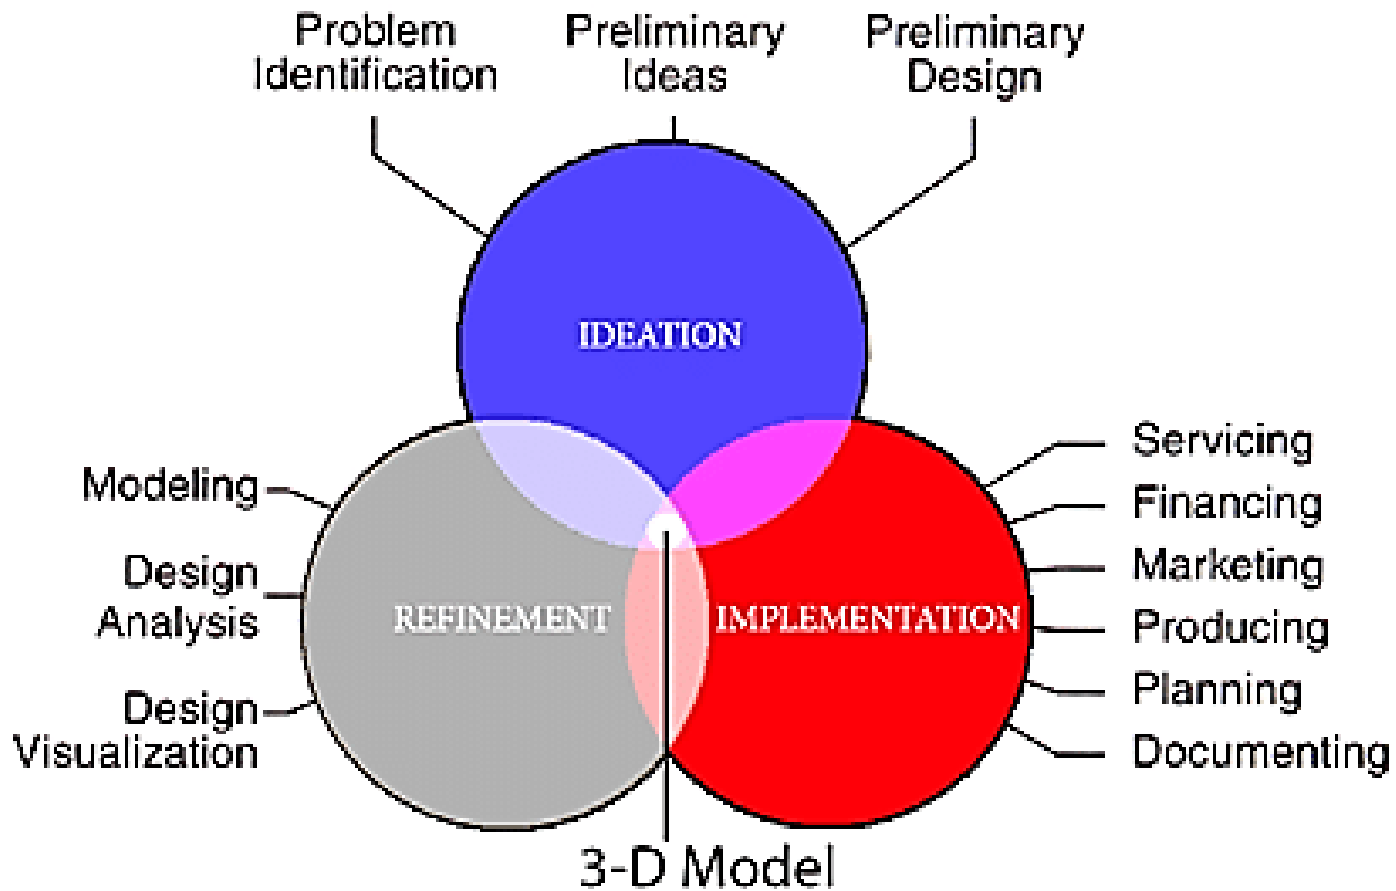 Problem
Identification
Preliminary
Ideas
Preliminary
Design
IDEATION
Modeling
Design
Analysis
Design
Visualization
REFINEMENT
IMPLEMENTATION
Servicing
Financing
Marketing
Producing
Planning
Documenting
3-D Model